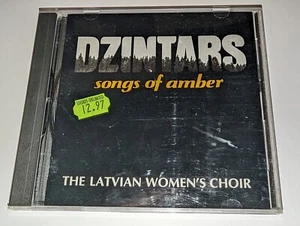 DZINTARS
songs of amber
12.97
THE LATVIAN WOMEN'S CHOIR